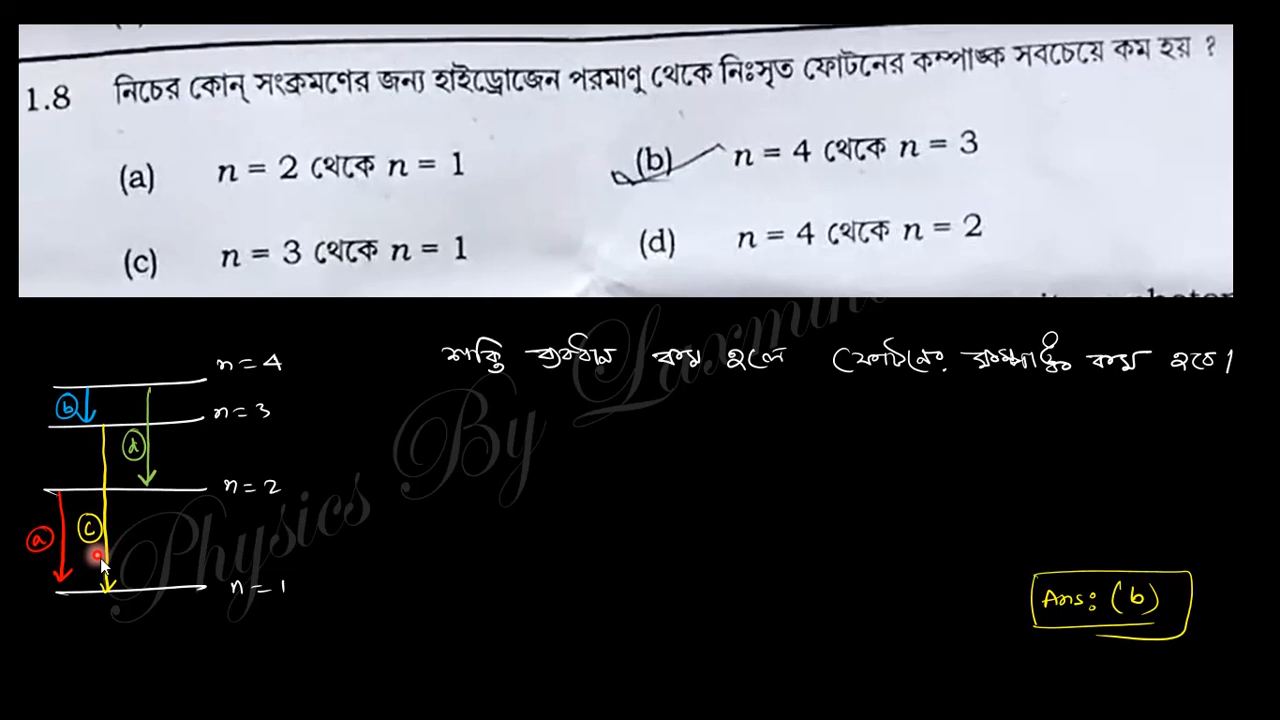 1.8 নিচের কোন্ সংক্রমণের জন্য হাইড্রোজেন পরমাণু থেকে নিঃসৃত ফোটনের কম্পাঙ্ক সবচেয়ে কম হয় ?
(a) n = 2 থেকে n = 1 (b) n = 4 থেকে n = 3
(c) n = 3 থেকে n = 1 (d) n = 4 থেকে n = 2
শক্তি ব্যবধান কম হলে ফোটনের কম্পাঙ্ক কম হবে।
n = 4
b
n = 3
d
n = 2
a
c
n = 1
Ans: (b)
Physics By